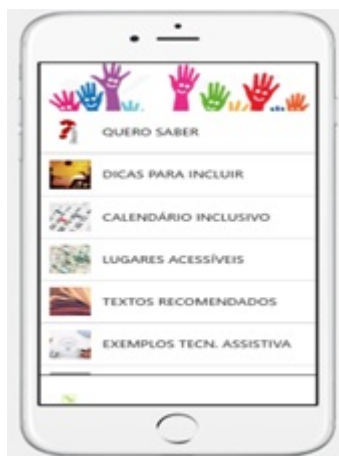 QUERO SABER
DICAS PARA INCLUIR
CALENDÁRIO INCLUSIVO
LUGARES ACESSÍVEIS
TEXTOS RECOMENDADOS
EXEMPLOS TECN. ASSISTIVA